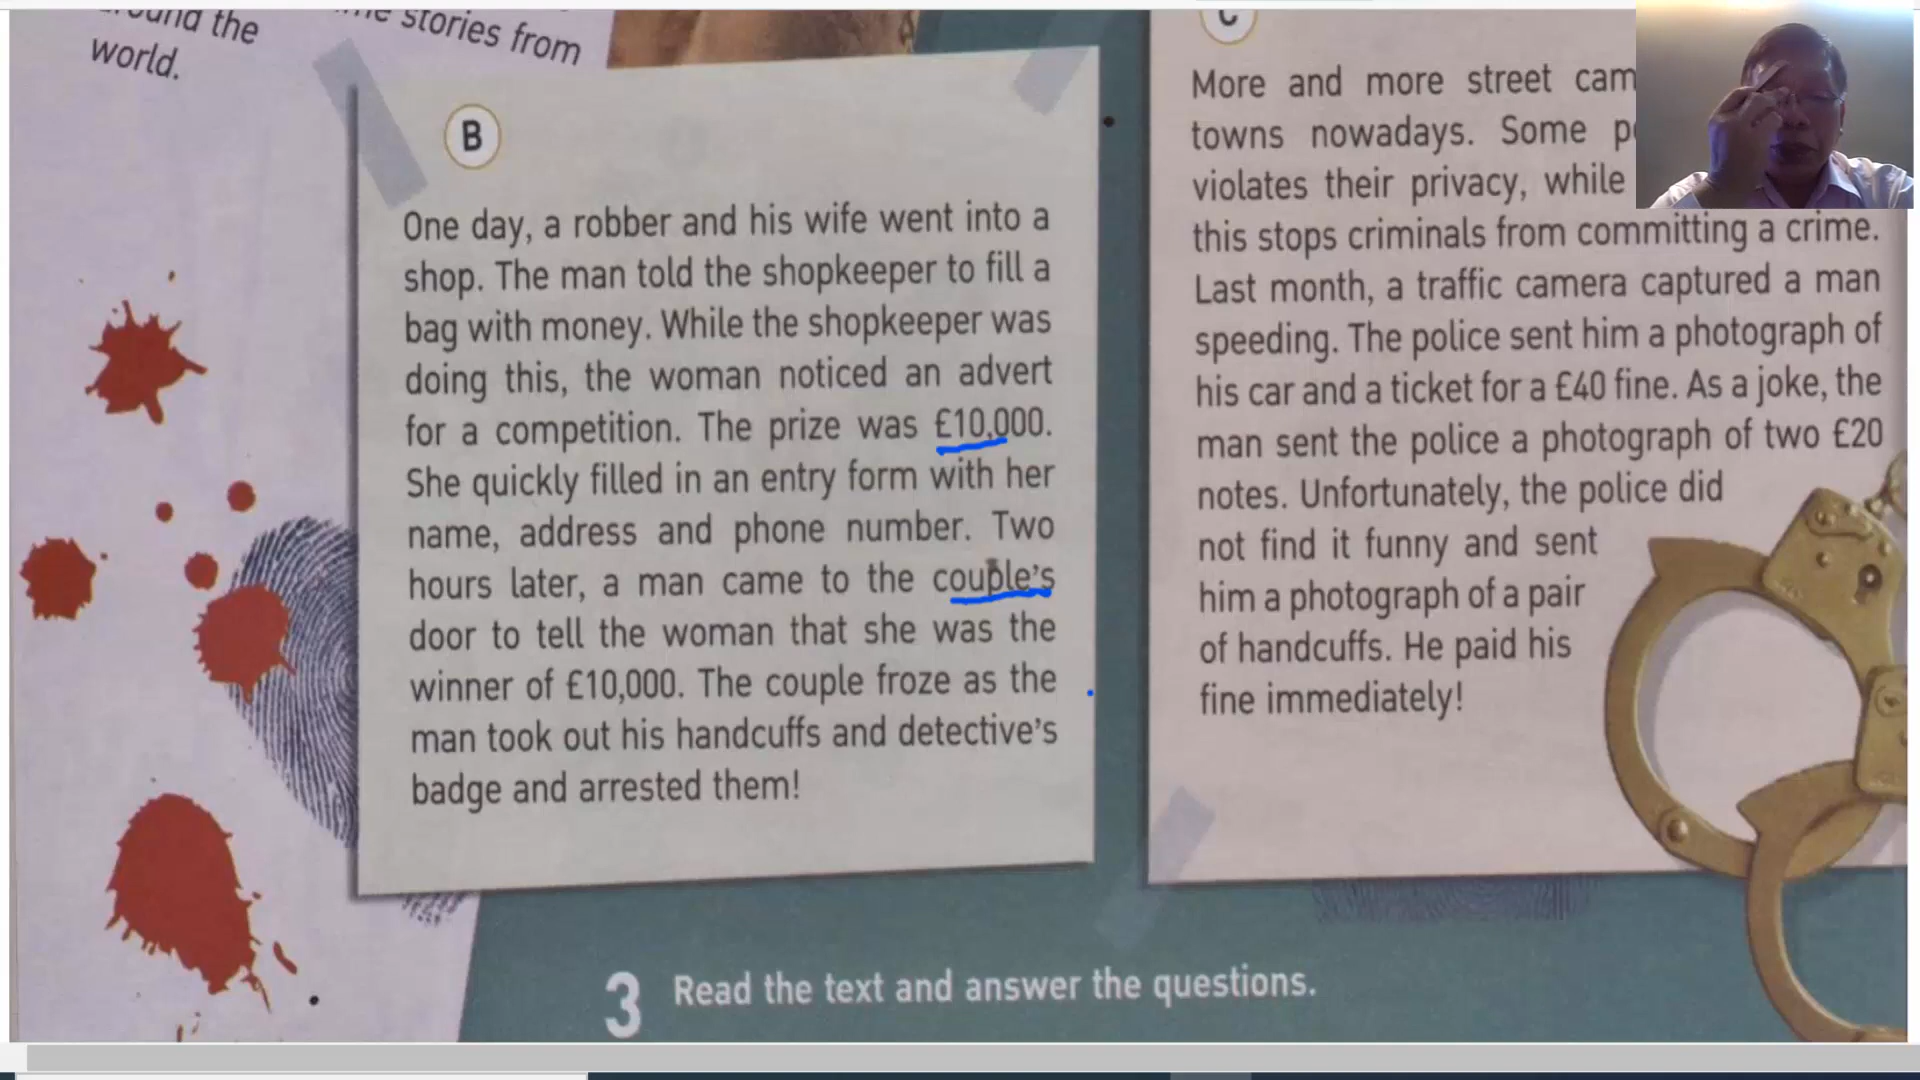 around the
world.
stories from
B
One day, a robber and his wife went into a
shop. The man told the shopkeeper to fill a
bag with money. While the shopkeeper was
doing this, the woman noticed an advert
for a competition. The prize was £10,000.
She quickly filled in an entry form with her
name, address and phone number. Two
hours later, a man came to the couple's
door to tell the woman that she was the
winner of £10,000. The couple froze as the
man took out his handcuffs and detective's
badge and arrested them!
C
More and more street cam
towns nowadays. Some
violates their privacy, while
this stops criminals from committing a crime.
Last month, a traffic camera captured a man
speeding. The police sent him a photograph of
his car and a ticket for a £40 fine. As a joke, the
man sent the police a photograph of two £20
notes. Unfortunately, the police did
not find it funny and sent
him a photograph of a pair
of handcuffs. He paid his
fine immediately!
3 Read the text and answer the questions.